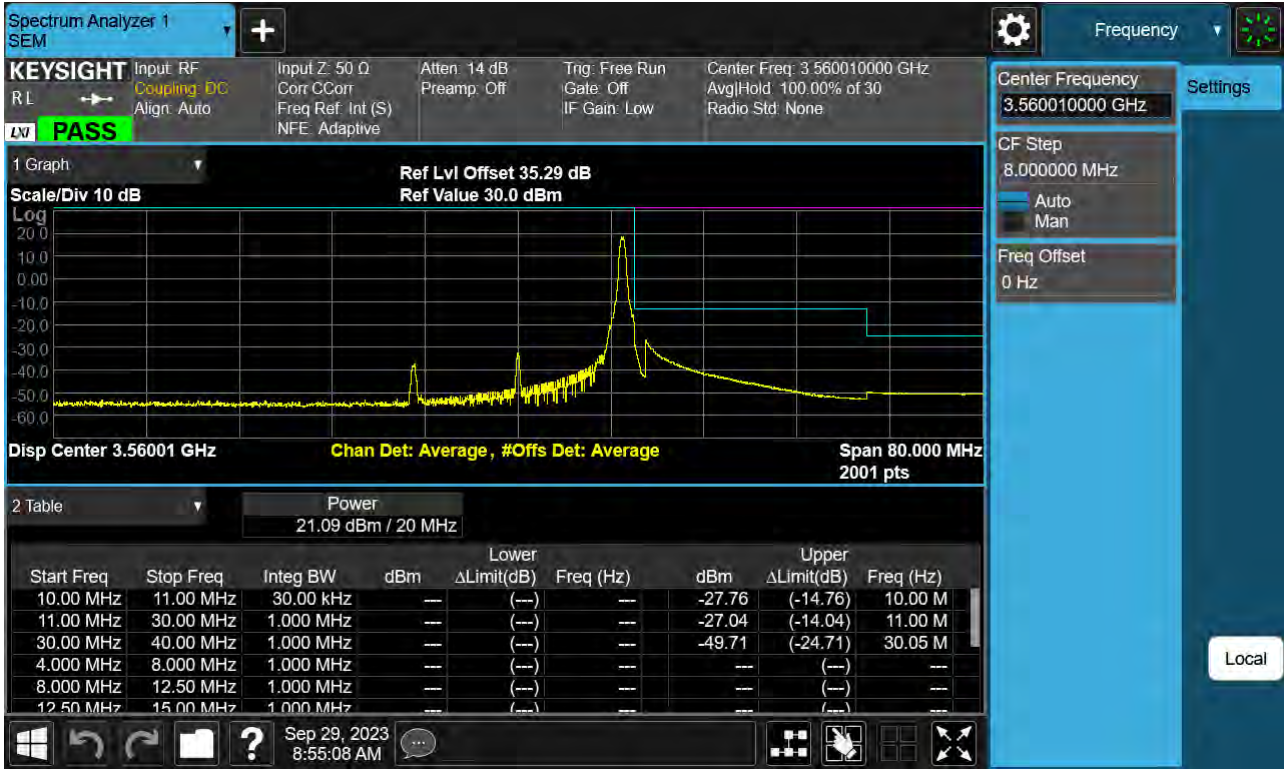 Spectrum Analyzer 1
SEM
Frequency
KEYSIGHT
RL
LXI
PASS
Input: RF
Coupling: DC
Align: Auto
Input Z: 50 Ω
Corr CCorr
Freq Ref: Int (S)
NFE: Adaptive
Atten: 14 dB
Preamp: Off
Trig: Free Run
Gate: Off
IF Gain: Low
Center Freq: 3.560010000 GHz
Avg|Hold: 100.00% of 30
Radio Std: None
Center Frequency
3.560010000 GHz
Settings
CF Step
8.000000 MHz
Auto
Man
Freq Offset
0 Hz
Local
1 Graph
Scale/Div 10 dB
Ref Lvl Offset 35.29 dB
Ref Value 30.0 dBm
Log
20.0
10.0
0.00
-10.0
-20.0
-30.0
-40.0
-50.0
-60.0
Disp Center 3.56001 GHz
Chan Det: Average, #Offs Det: Average
Span 80.000 MHz
2001 pts
2 Table
Power
21.09 dBm / 20 MHz
Lower Upper
Start Freq Stop Freq Integ BW dBm ΔLimit(dB) Freq (Hz) dBm ΔLimit(dB) Freq (Hz)
10.00 MHz 11.00 MHz 30.00 kHz --- (---) --- -27.76 (-14.76) 10.00 M
11.00 MHz 30.00 MHz 1.000 MHz --- (---) --- -27.04 (-14.04) 11.00 M
30.00 MHz 40.00 MHz 1.000 MHz --- (---) --- -49.71 (-24.71) 30.05 M
4.000 MHz 8.000 MHz 1.000 MHz --- (---) --- --- (---) ---
8.000 MHz 12.50 MHz 1.000 MHz --- (---) --- --- (---) ---
12.50 MHz 15.00 MHz 1.000 MHz --- (---) --- --- (---) ---
?
Sep 29, 2023
8:55:08 AM